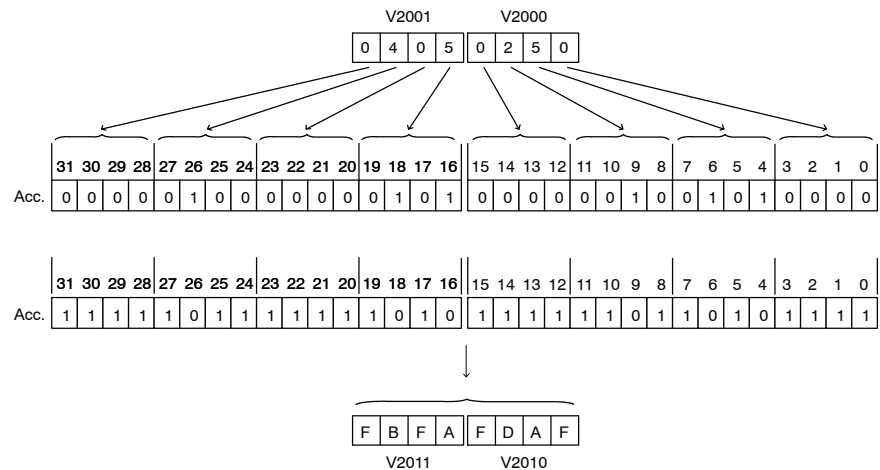 V2001 V2000
0 4 0 5 0 2 5 0
31 30 29 28 27 26 25 24 23 22 21 20 19 18 17 16 15 14 13 12 11 10 9 8 7 6 5 4 3 2 1 0
Acc. 0 0 0 0 0 1 0 0 0 0 0 0 0 1 0 1 0 0 0 0 0 0 1 0 0 1 0 1 0 0 0 0
31 30 29 28 27 26 25 24 23 22 21 20 19 18 17 16 15 14 13 12 11 10 9 8 7 6 5 4 3 2 1 0
Acc. 1 1 1 1 1 0 1 1 1 1 1 1 1 0 1 0 1 1 1 1 1 1 0 1 1 0 1 0 1 1 1 1
F B F A F D A F
V2011 V2010